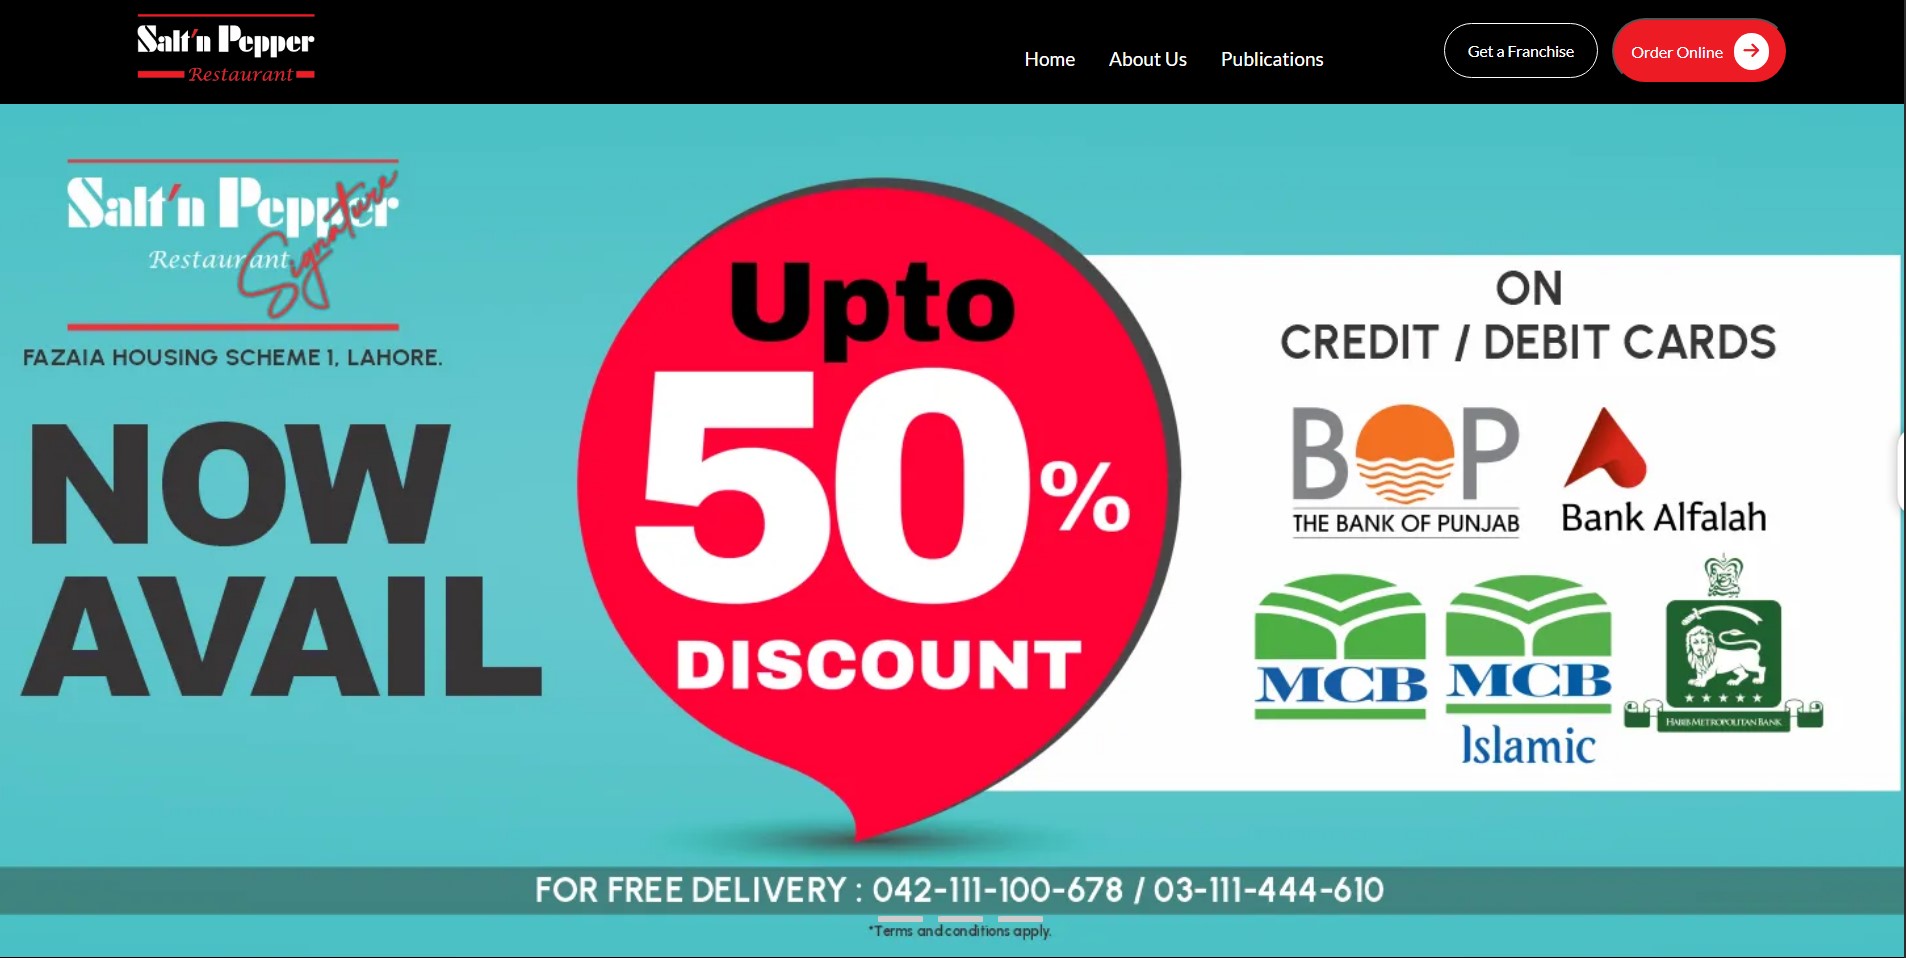 Salt'n Pepper
Restaurant
Home
About Us
Publications
Get a Franchise
Order Online
Salt'n Pepper
Restaurant
Signature
FAZAIA HOUSING SCHEME 1, LAHORE.
NOW
AVAIL
Upto
50%
DISCOUNT
ON
CREDIT / DEBIT CARDS
BOP
THE BANK OF PUNJAB
Bank Alfalah
MCB
MCB
Islamic
HABIB METROPOLITAN BANK
FOR FREE DELIVERY : 042-111-100-678 / 03-111-444-610
*Terms and conditions apply.